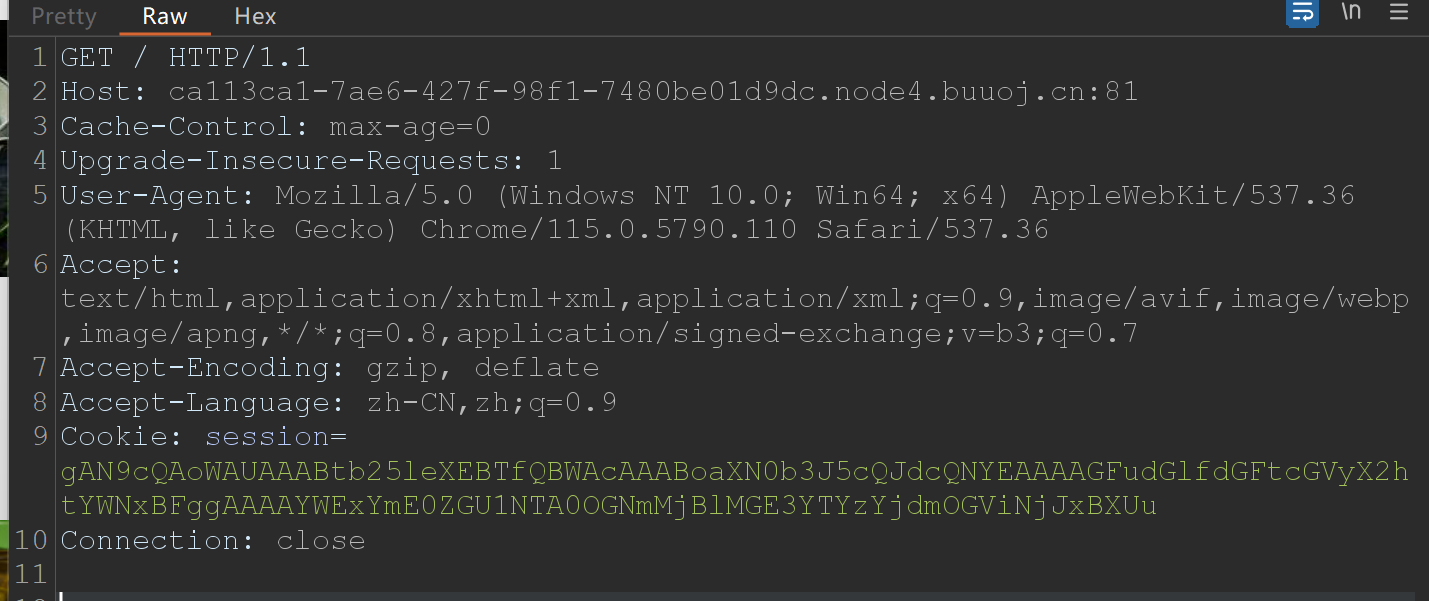 Pretty Raw Hex \n
1 GET / HTTP/1.1
2 Host: ca113ca1-7ae6-427f-98f1-7480be01d9dc.node4.buuoj.cn:81
3 Cache-Control: max-age=0
4 Upgrade-Insecure-Requests: 1
5 User-Agent: Mozilla/5.0 (Windows NT 10.0; Win64; x64) AppleWebKit/537.36
(KHTML, like Gecko) Chrome/115.0.5790.110 Safari/537.36
6 Accept:
text/html,application/xhtml+xml,application/xml;q=0.9,image/avif,image/webp
,image/apng,*/*;q=0.8,application/signed-exchange;v=b3;q=0.7
7 Accept-Encoding: gzip, deflate
8 Accept-Language: zh-CN,zh;q=0.9
9 Cookie: session=
gAN9cQAoWAUAAABtb25leXEBTfQBWAcAAABoaXN0b3J5cQJdcQNYEAAAAGFudGlfdGFtcGVyX2h
tYWNxBFggAAAAYWExYmE0ZGU1NTA0OGNmMjBlMGE3YTYzYjdmOGViNjJxBXUu
10 Connection: close
11